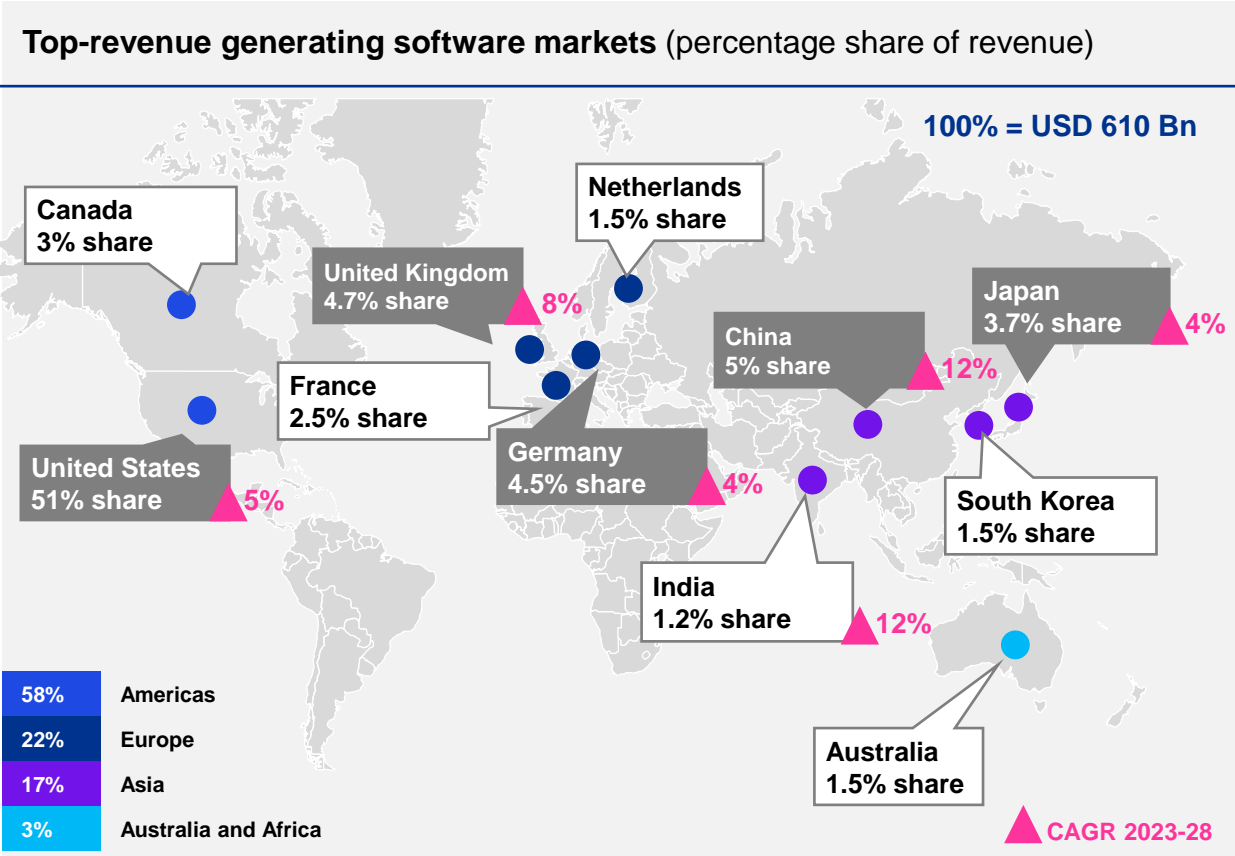 Top-revenue generating software markets (percentage share of revenue)
100% = USD 610 Bn
Canada
3% share
Netherlands
1.5% share
United Kingdom
4.7% share
8%
Japan
3.7% share
4%
China
5% share
12%
France
2.5% share
Germany
4.5% share
4%
United States
51% share
5%
South Korea
1.5% share
India
1.2% share
12%
Australia
1.5% share
58% Americas
22% Europe
17% Asia
3% Australia and Africa
CAGR 2023-28